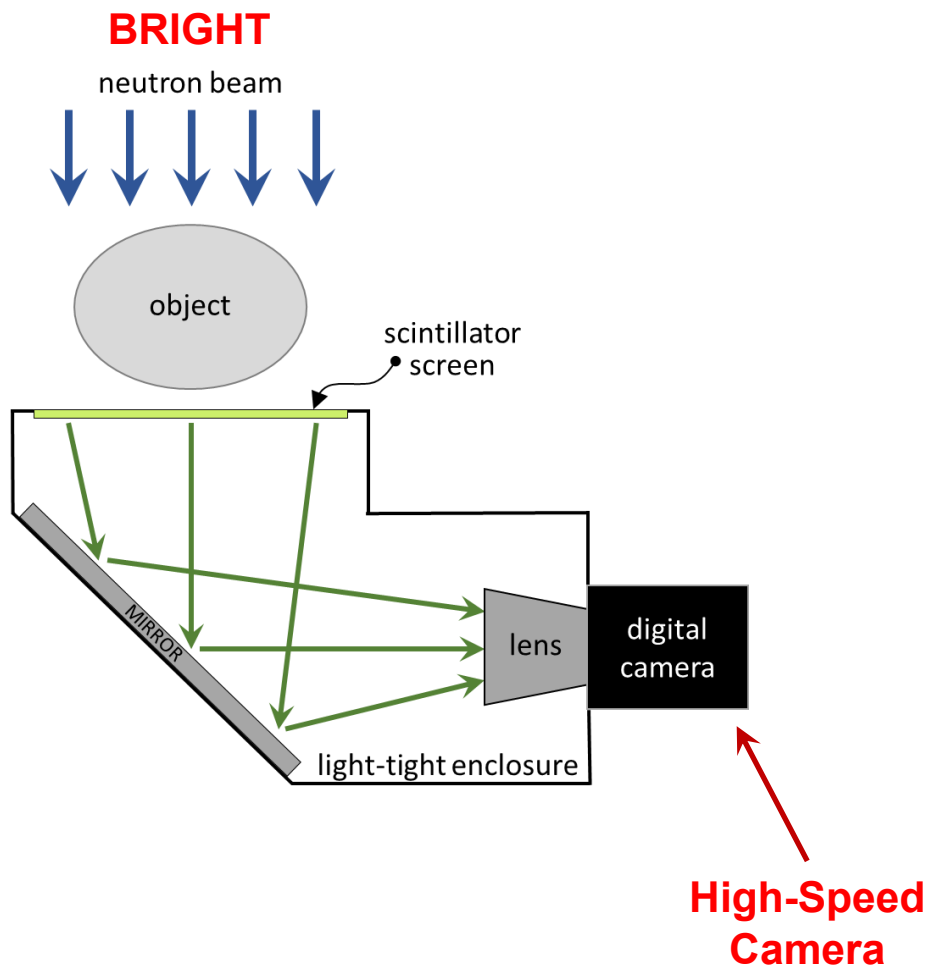 BRIGHT
neutron beam
object
scintillator
screen
MIRROR
lens
digital
camera
light-tight enclosure
High-Speed
Camera